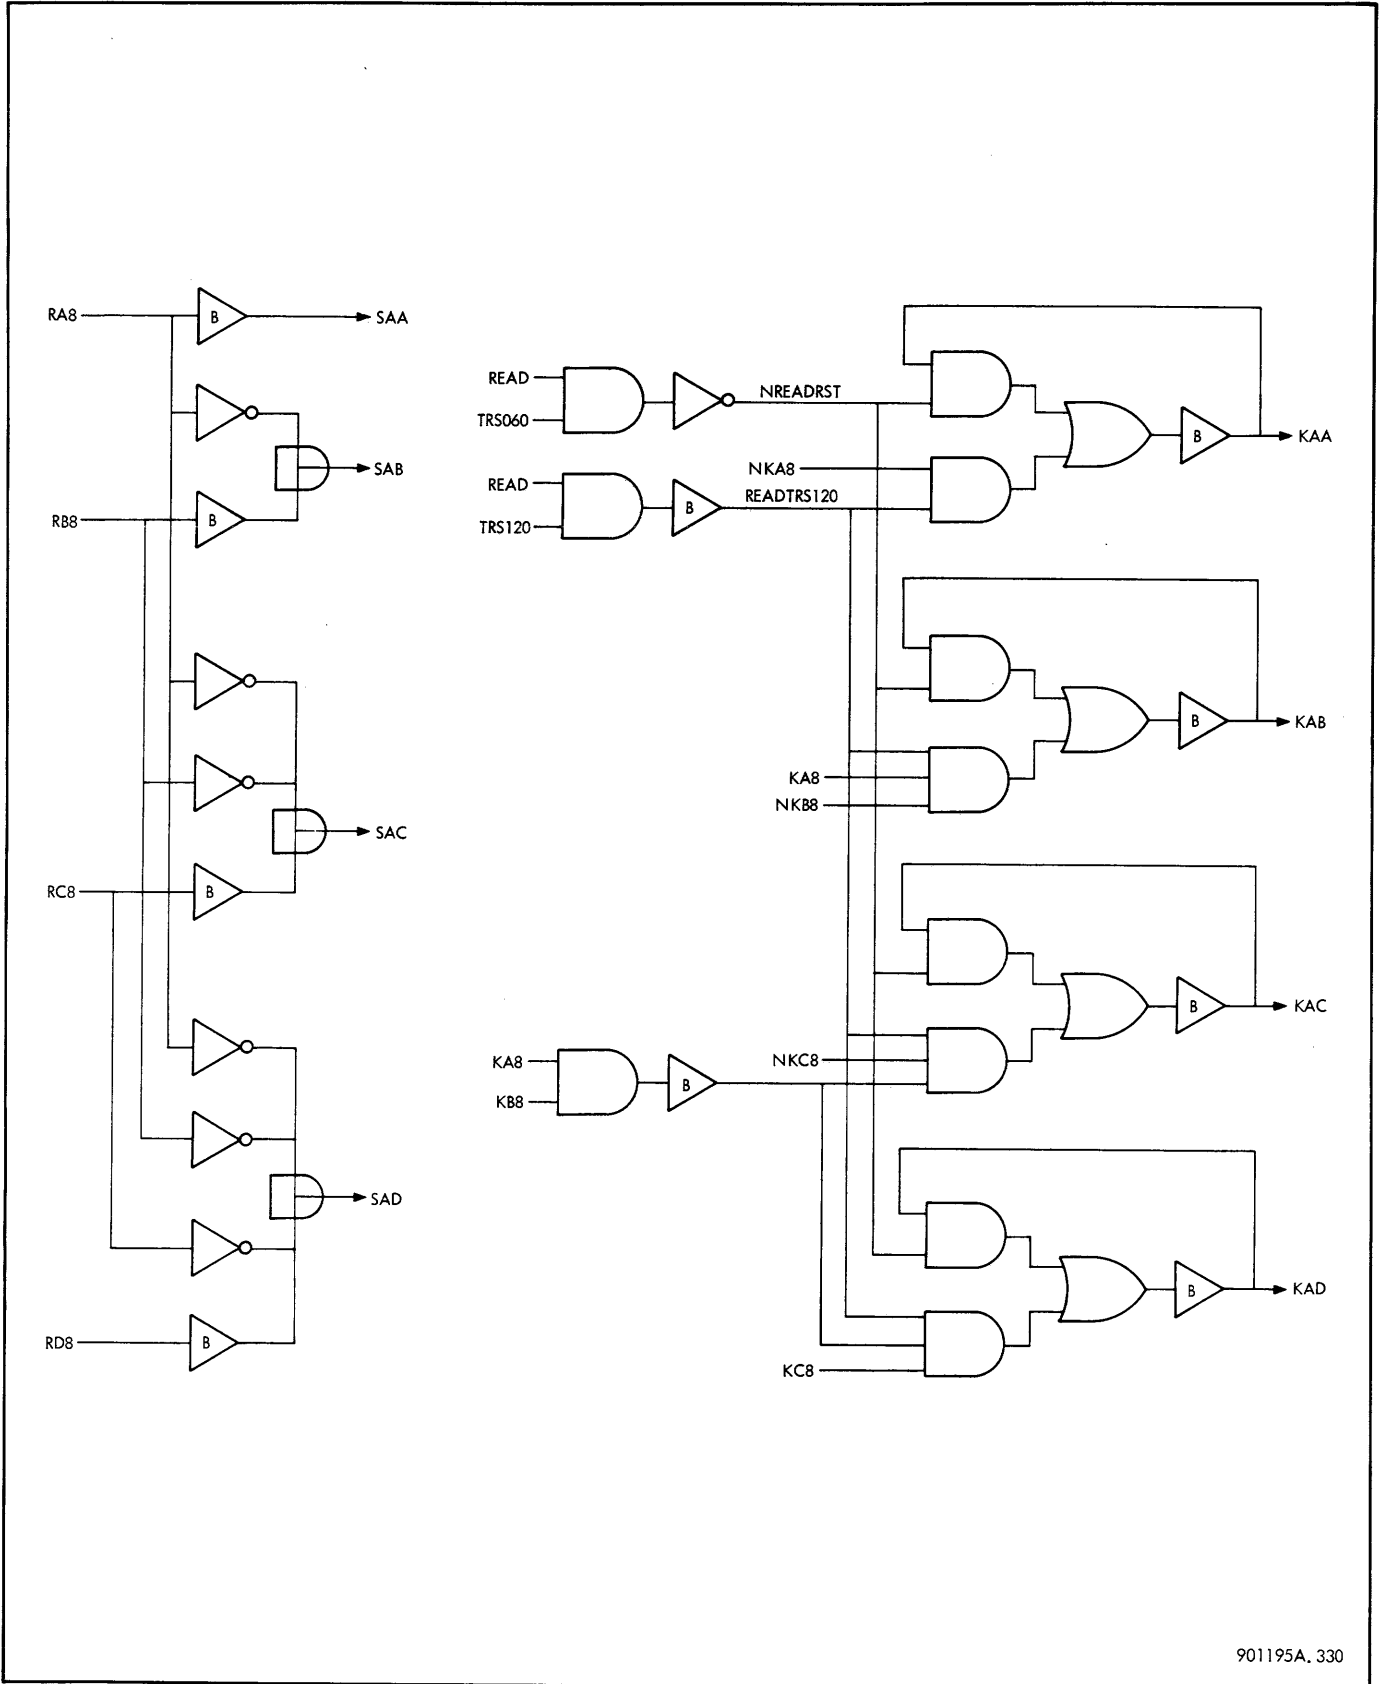 RA8
B
SAA
SAB
RB8
B
SAC
RC8
B
SAD
RD8
B
READ
TRS060
NREADRST
READ
TRS120
B
NKA8
READTRS120
B
KAA
KA8
NKB8
B
KAB
KA8
KB8
B
NKC8
B
KAC
KC8
B
KAD
901195A.330